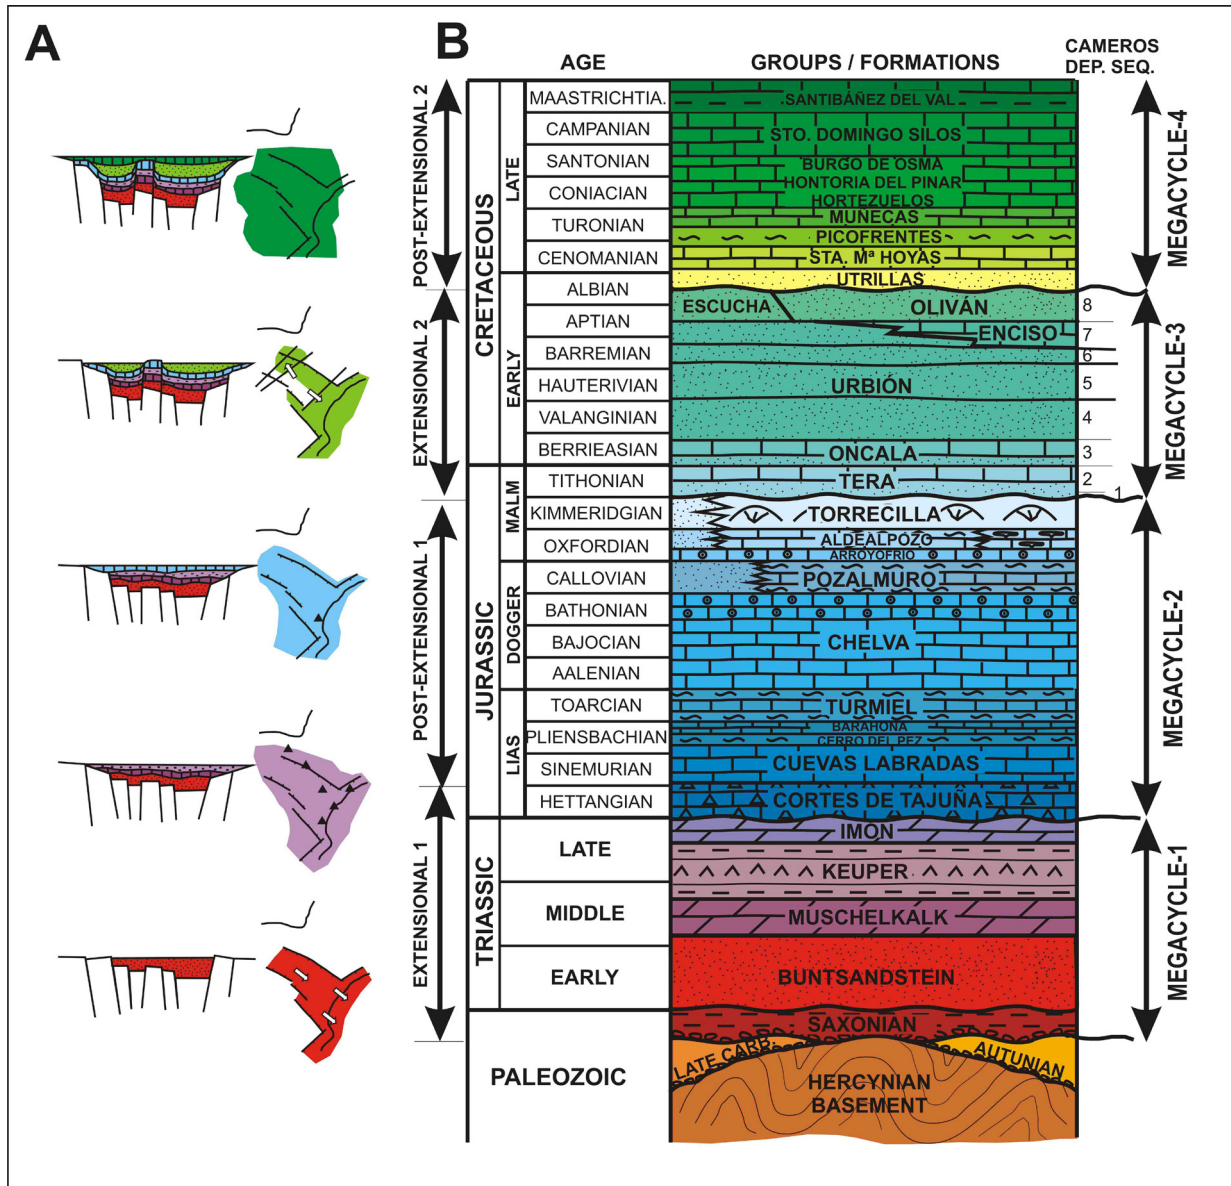 A
B
AGE
GROUPS / FORMATIONS
CAMEROS
DEP. SEQ.
POST-EXTENSIONAL 2
EXTENSIONAL 2
POST-EXTENSIONAL 1
EXTENSIONAL 1
CRETACEOUS
LATE
EARLY
JURASSIC
MALM
DOGGER
LIAS
TRIASSIC
MAASTRICHTIA.
CAMPANIAN
SANTONIAN
CONIACIAN
TURONIAN
CENOMANIAN
ALBIAN
APTIAN
BARREMIAN
HAUTERIVIAN
VALANGINIAN
BERRIEASIAN
TITHONIAN
KIMMERIDGIAN
OXFORDIAN
CALLOVIAN
BATHONIAN
BAJOCIAN
AALENIAN
TOARCIAN
PLIENSBACHIAN
SINEMURIAN
HETTANGIAN
LATE
MIDDLE
EARLY
PALEOZOIC
SANTIBÁÑEZ DEL VAL
STO. DOMINGO SILOS
BURGO DE OSMA
HONTORIA DEL PINAR
HORTEZUELOS
MUÑECAS
PICOFRENTES
STA. Mª HOYAS
UTRILLAS
ESCUCHA
OLIVÁN
ENCISO
URBIÓN
ONCALA
TERA
TORRECILLA
ALDEALPOZO
ARROYOFRIO
POZALMURO
CHELVA
TURMIEL
BARAHONA
CERRO DEL PEZ
CUEVAS LABRADAS
CORTES DE TAJUÑA
IMON
KEUPER
MUSCHELKALK
BUNTSANDSTEIN
SAXONIAN
LATE CARB.
AUTUNIAN
HERCYNIAN
BASEMENT
8
7
6
5
4
3
2
1
MEGACYCLE-4
MEGACYCLE-3
MEGACYCLE-2
MEGACYCLE-1